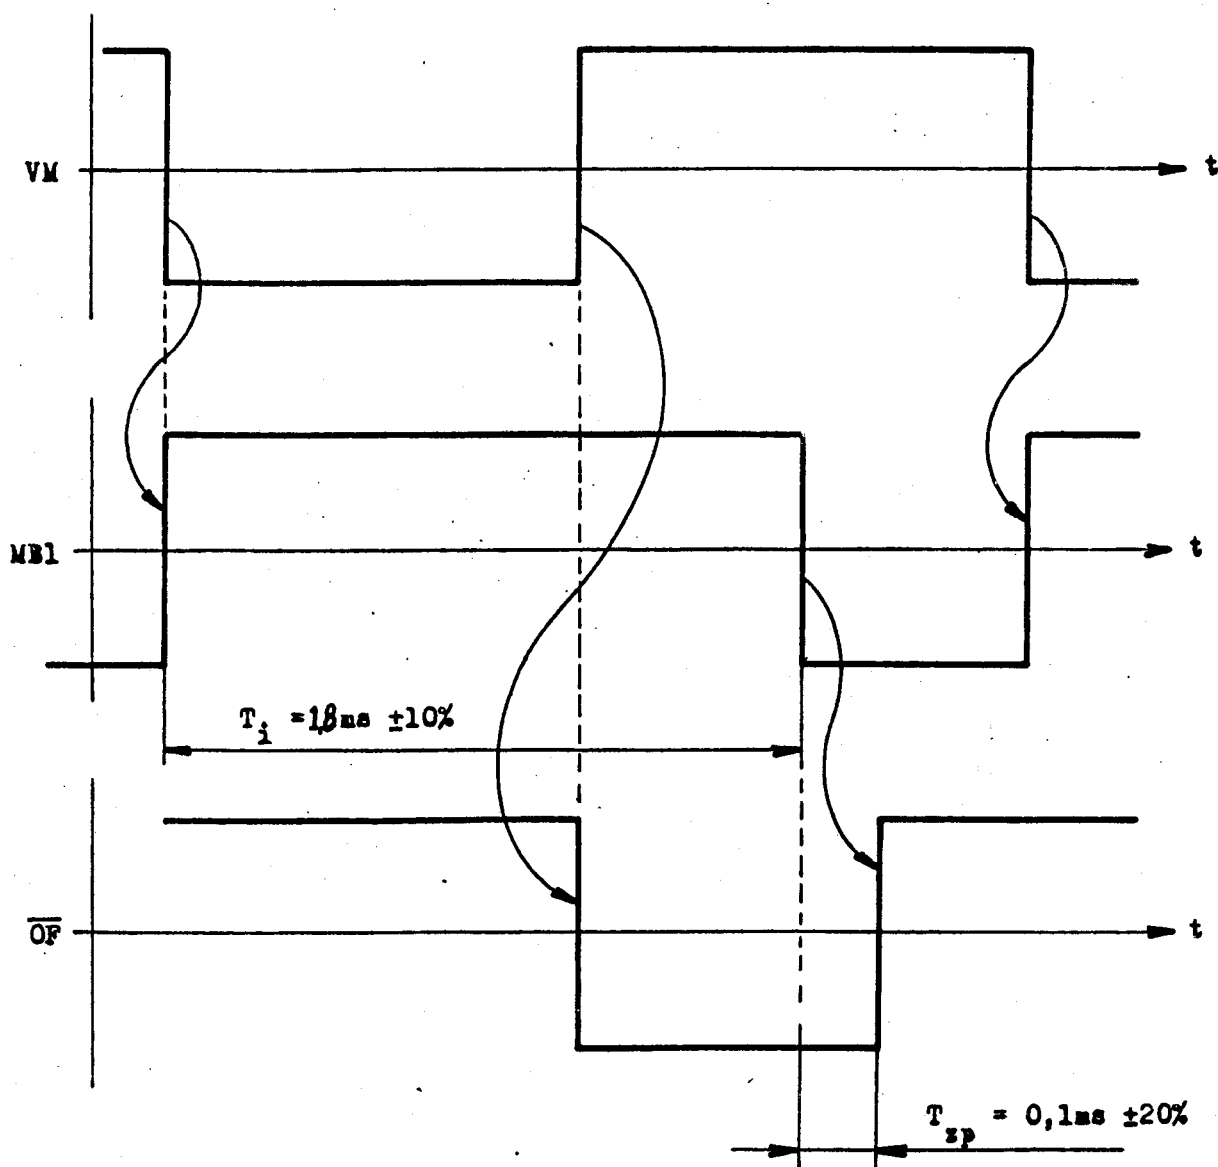 VM
t
MB1
t
T_i = 1,8ms ±10%
OF
t
T_zp = 0,1ms ±20%